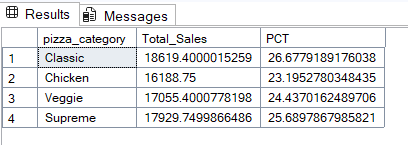 Results Messages
pizza_category Total_Sales PCT
1 Classic 18619.4000015259 26.6779189176038
2 Chicken 16188.75 23.1952780348435
3 Veggie 17055.4000778198 24.4370162489706
4 Supreme 17929.7499866486 25.6897867985821